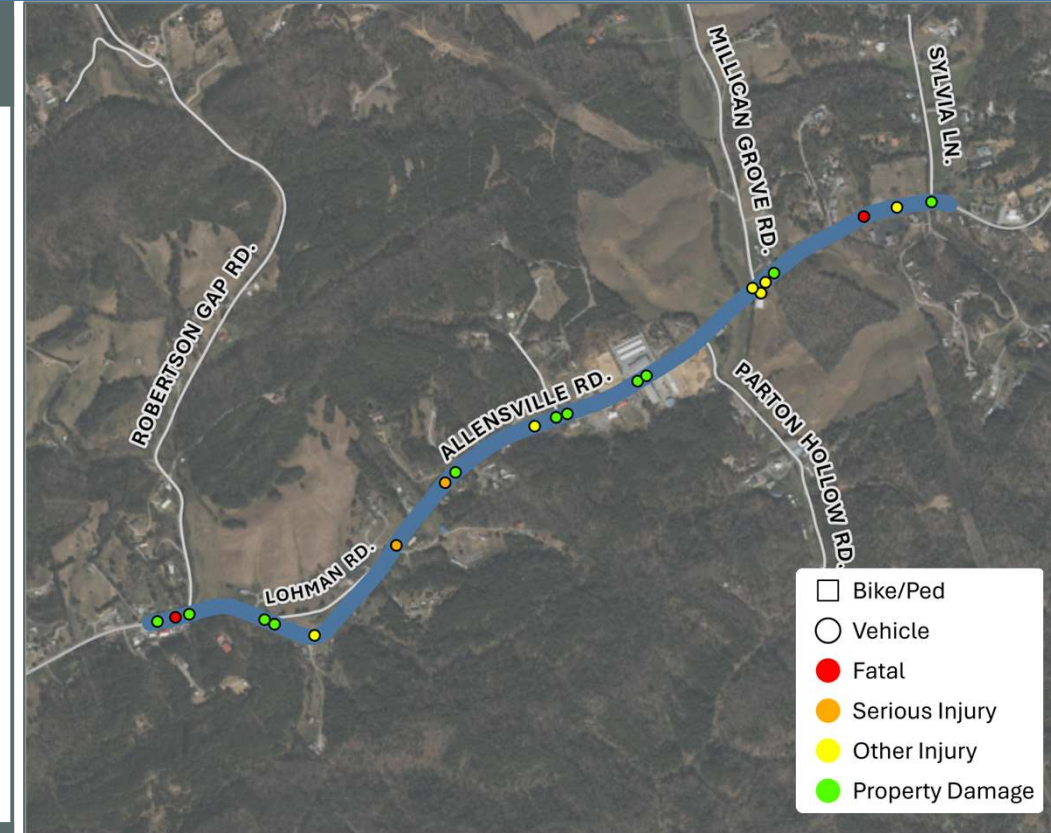 MILLICAN GROVE RD.
SYLVIA LN.
ROBERTSON GAP RD.
ALLENSVILLE RD.
PARTON HOLLOW RD.
LOHMAN RD.
Bike/Ped
Vehicle
Fatal
Serious Injury
Other Injury
Property Damage